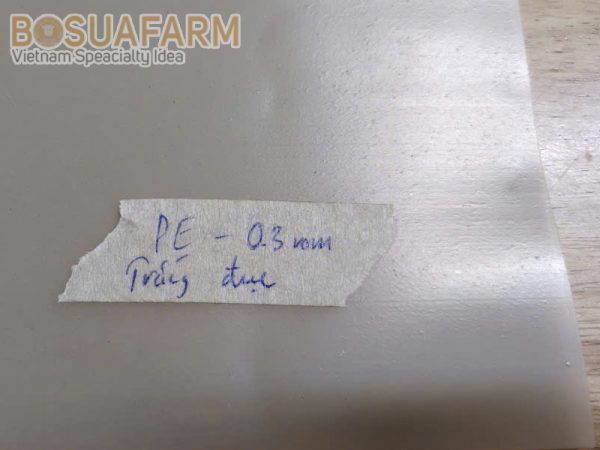 BOSUAFARM
Vietnam Speacialty Idea
PE - 0.3 mm
Trắng đục